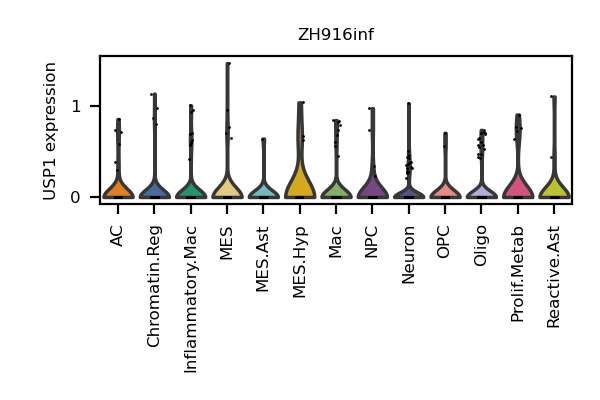 ZH916inf
USP1 expression
1
0
AC
Chromatin.Reg
Inflammatory.Mac
MES
MES.Ast
MES.Hyp
Mac
NPC
Neuron
OPC
Oligo
Prolif.Metab
Reactive.Ast